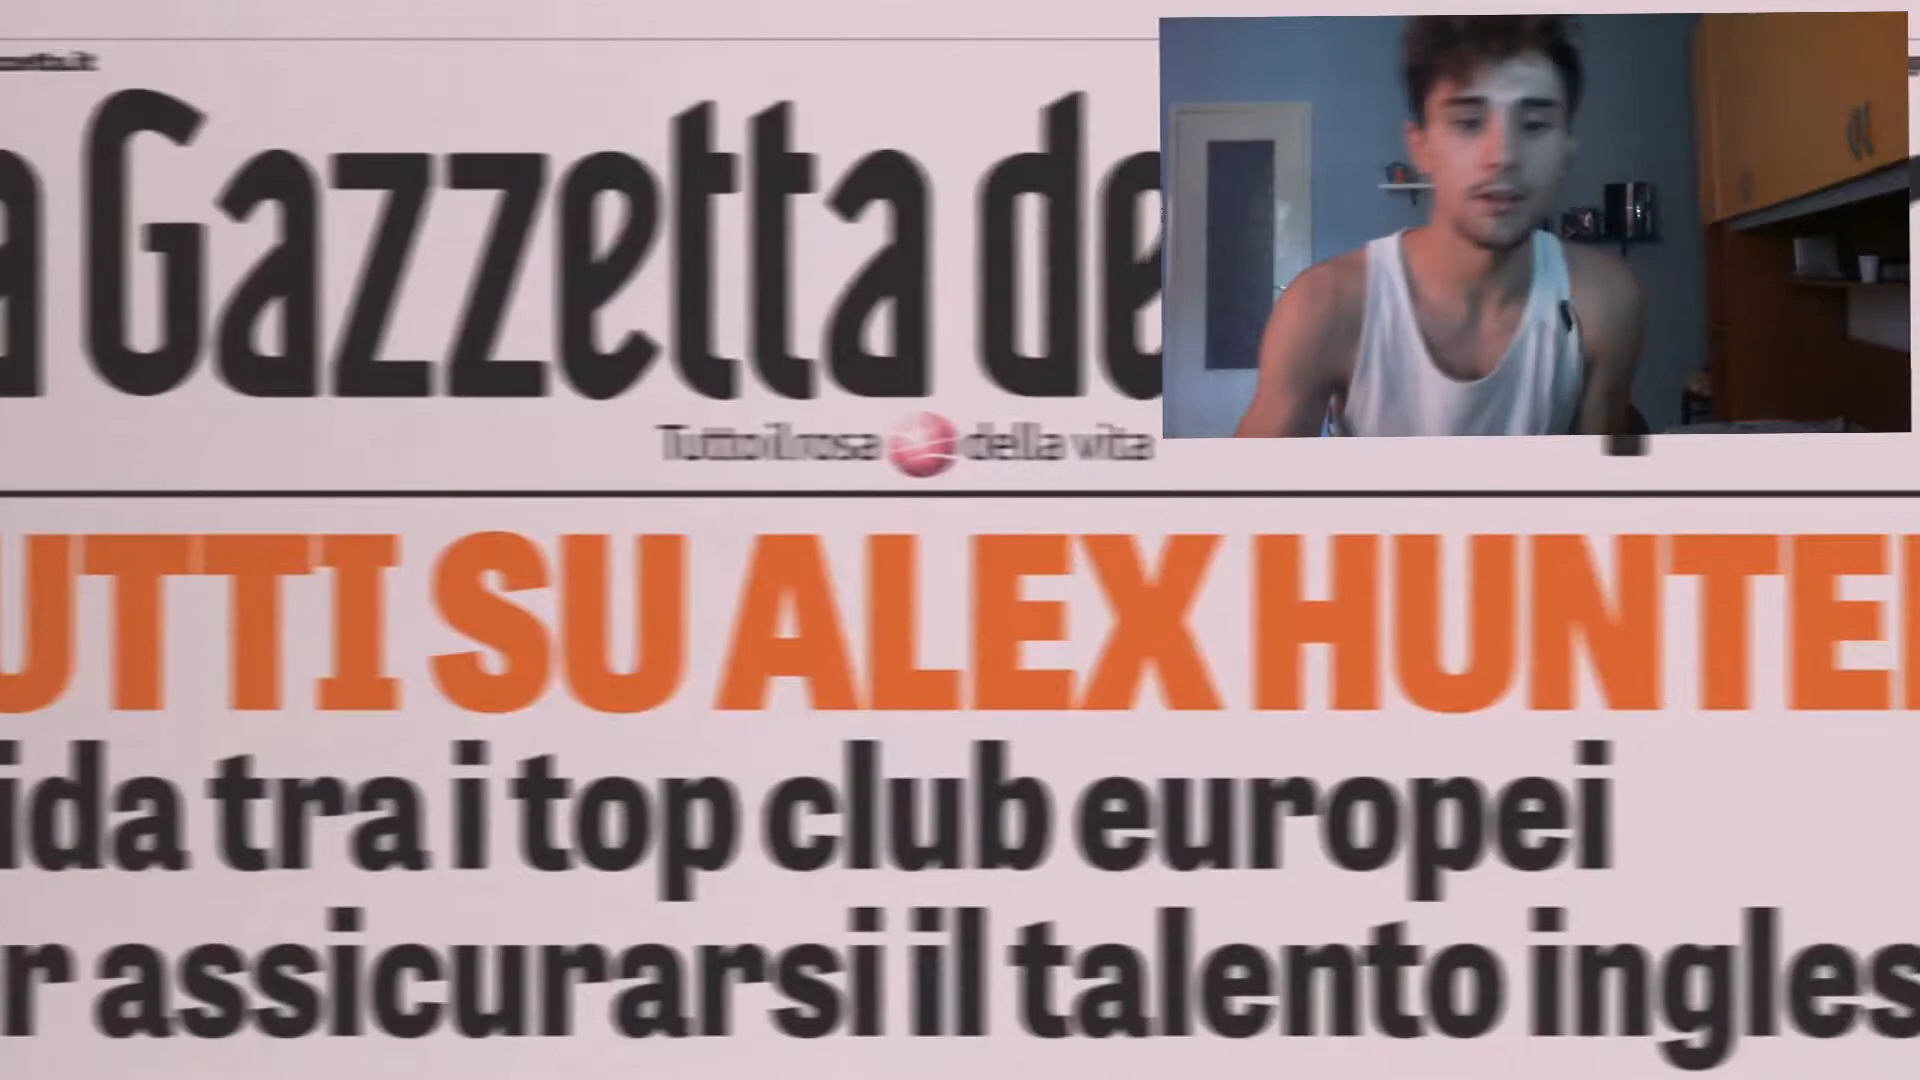 a Gazzetta de
Tutto il rosa della vita
UTTI SU ALEX HUNTE
ida tra i top club europei
r assicurarsi il talento ingles